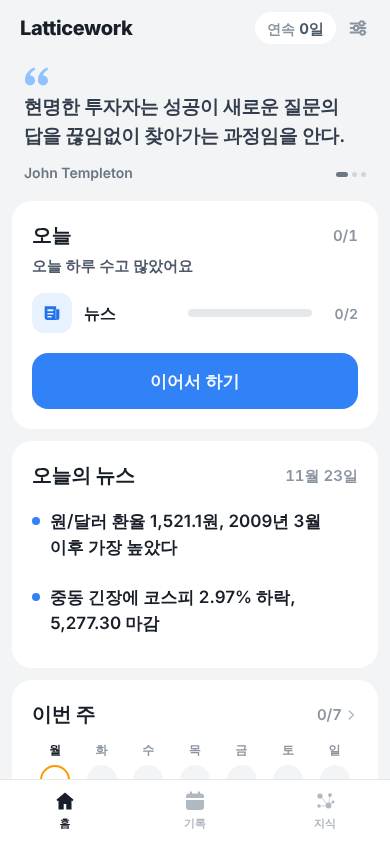 Latticework
연속 0일
현명한 투자자는 성공이 새로운 질문의
답을 끊임없이 찾아가는 과정임을 안다.
John Templeton
오늘
0/1
오늘 하루 수고 많았어요
뉴스
0/2
이어서 하기
오늘의 뉴스
11월 23일
원/달러 환율 1,521.1원, 2009년 3월
이후 가장 높았다
중동 긴장에 코스피 2.97% 하락,
5,277.30 마감
이번 주
0/7
월 화 수 목 금 토 일
홈 기록 지식